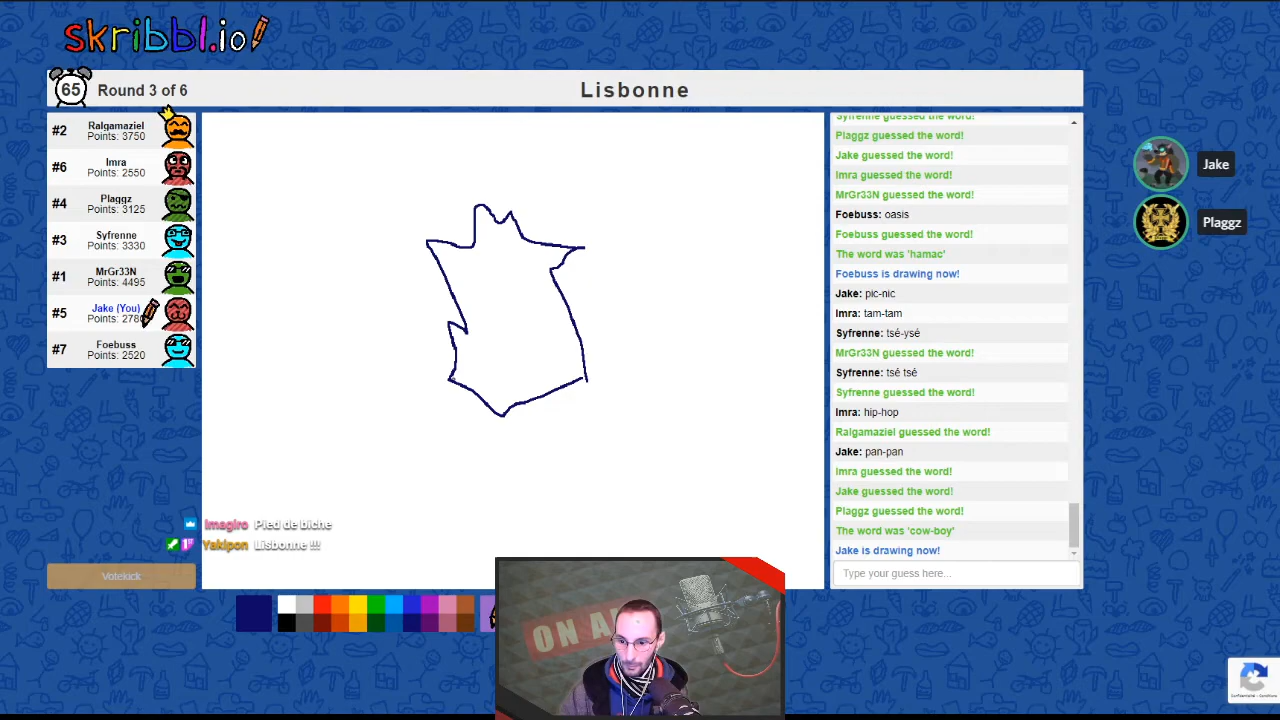 skribbl.io!
65
Round 3 of 6
Lisbonne
#2
Ralgamaziel
Points: 3750
#6
Imra
Points: 2550
#4
Plaggz
Points: 3125
#3
Syfrenne
Points: 3330
#1
MrGr33N
Points: 4495
#5
Jake (You)
Points: 2780
#7
Foebuss
Points: 2520
Votekick
Imagiro Pied de biche
Yakipon Lisbonne !!!
ON
Syfrenne guessed the word!
Plaggz guessed the word!
Jake guessed the word!
Imra guessed the word!
MrGr33N guessed the word!
Foebuss: oasis
Foebuss guessed the word!
The word was 'hamac'
Foebuss is drawing now!
Jake: pic-nic
Imra: tam-tam
Syfrenne: tsé-ysé
MrGr33N guessed the word!
Syfrenne: tsé tsé
Syfrenne guessed the word!
Imra: hip-hop
Ralgamaziel guessed the word!
Jake: pan-pan
Imra guessed the word!
Jake guessed the word!
Plaggz guessed the word!
The word was 'cow-boy'
Jake is drawing now!
Type your guess here...
Jake
Plaggz